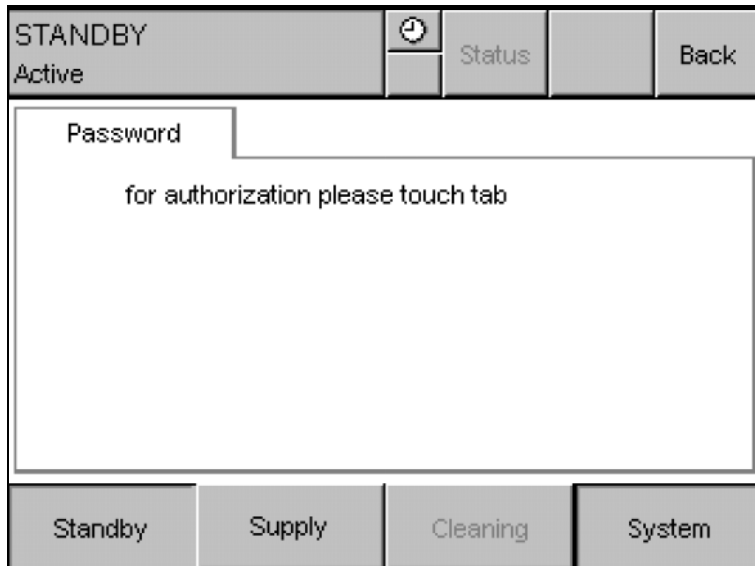 STANDBY
Active
Status
Back
Password
for authorization please touch tab
Standby
Supply
Cleaning
System